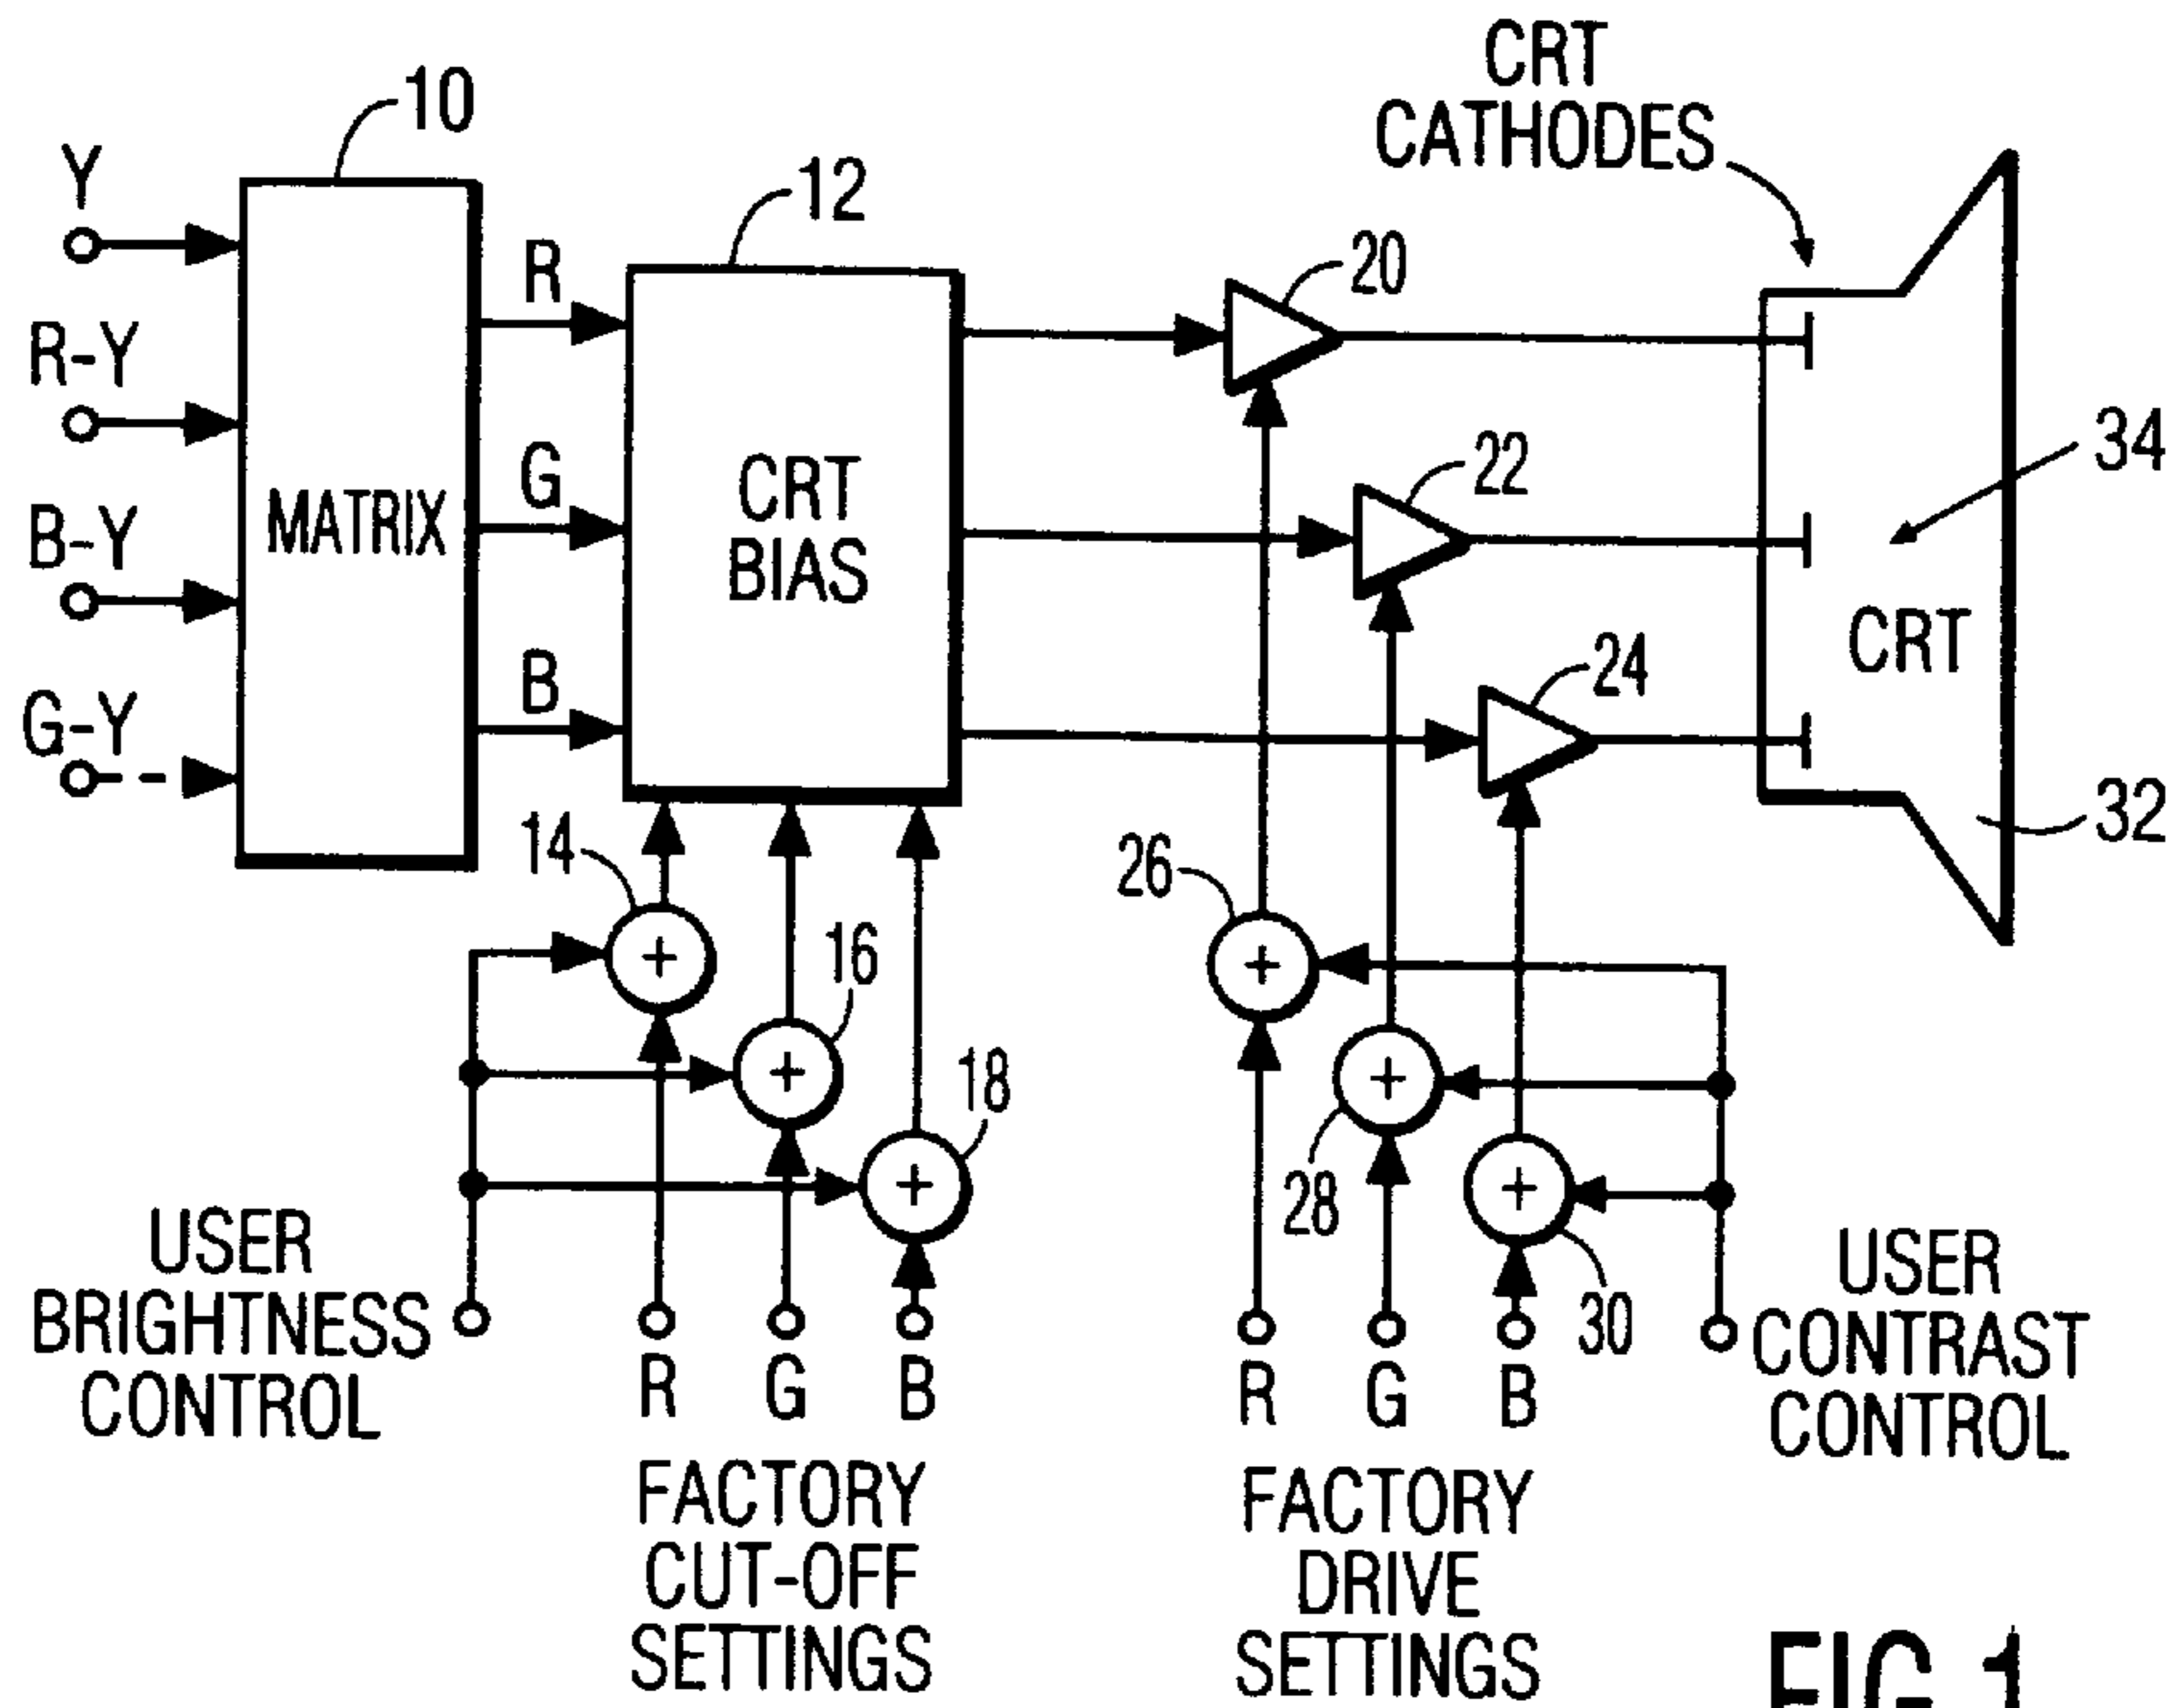 CRT
CATHODES
10
Y
12
R
20
R-Y
34
G
22
B-Y
MATRIX
CRT
BIAS
CRT
24
B
G-Y
32
14
26
16
18
28
USER
BRIGHTNESS
CONTROL
30
USER
CONTRAST
CONTROL
R G B
R G B
FACTORY
CUT-OFF
SETTINGS
FACTORY
DRIVE
SETTINGS
+
+
+
+
+
+
FIG.1